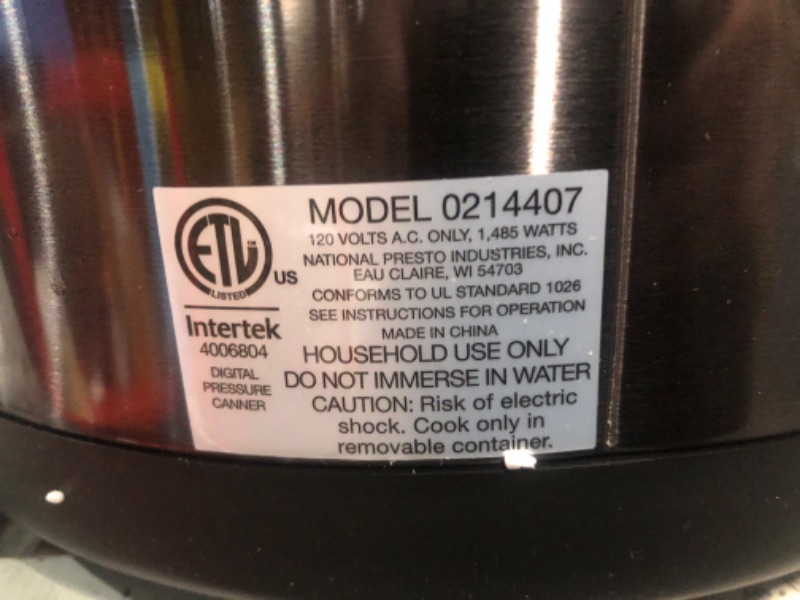 ETL
LISTED
US
Intertek
4006804
DIGITAL
PRESSURE
CANNER
MODEL 0214407
120 VOLTS A.C. ONLY, 1,485 WATTS
NATIONAL PRESTO INDUSTRIES, INC.
EAU CLAIRE, WI 54703
CONFORMS TO UL STANDARD 1026
SEE INSTRUCTIONS FOR OPERATION
MADE IN CHINA
HOUSEHOLD USE ONLY
DO NOT IMMERSE IN WATER
CAUTION: Risk of electric
shock. Cook only in
removable container.